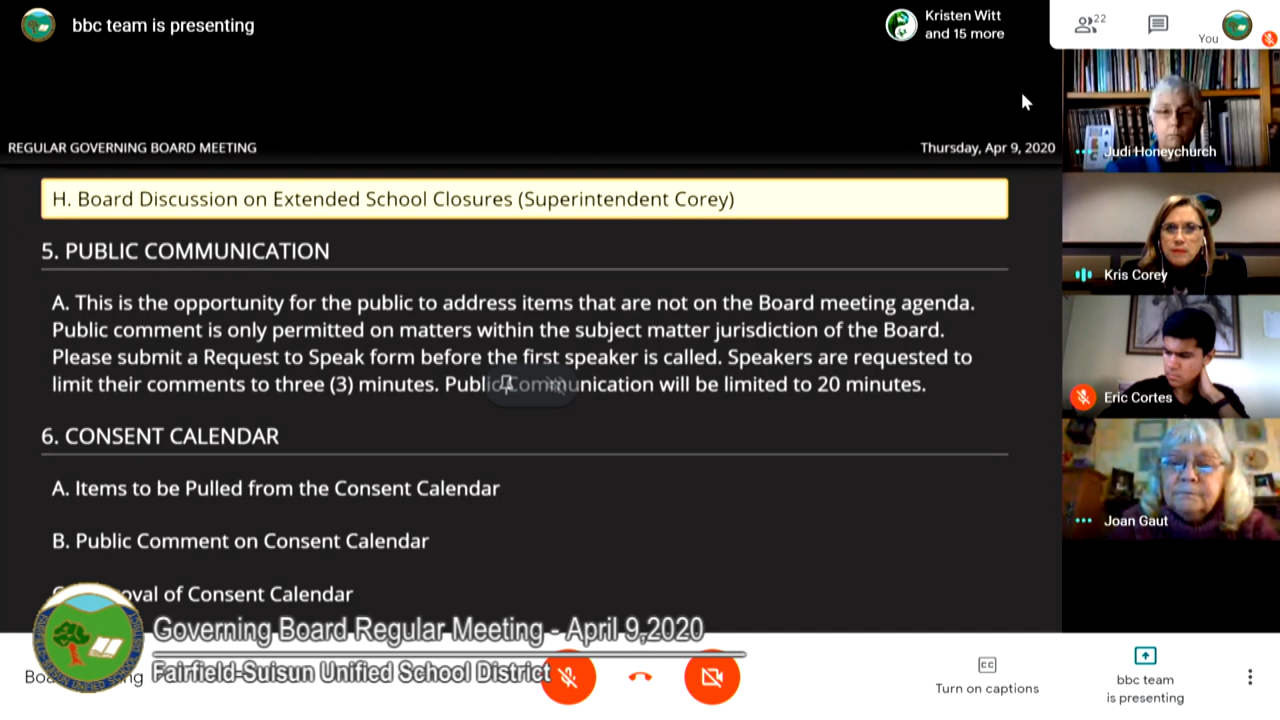 bbc team is presenting
Kristen Witt
and 15 more
22
You
REGULAR GOVERNING BOARD MEETING
Thursday, Apr 9, 2020
Judi Honeychurch
H. Board Discussion on Extended School Closures (Superintendent Corey)
5. PUBLIC COMMUNICATION
Kris Corey
A. This is the opportunity for the public to address items that are not on the Board meeting agenda.
Public comment is only permitted on matters within the subject matter jurisdiction of the Board.
Please submit a Request to Speak form before the first speaker is called. Speakers are requested to
limit their comments to three (3) minutes. Public Communication will be limited to 20 minutes.
Eric Cortes
6. CONSENT CALENDAR
A. Items to be Pulled from the Consent Calendar
Joan Gaut
B. Public Comment on Consent Calendar
oval of Consent Calendar
Governing Board Regular Meeting - April 9,2020
Fairfield-Suisun Unified School District
CC
Turn on captions
bbc team
is presenting